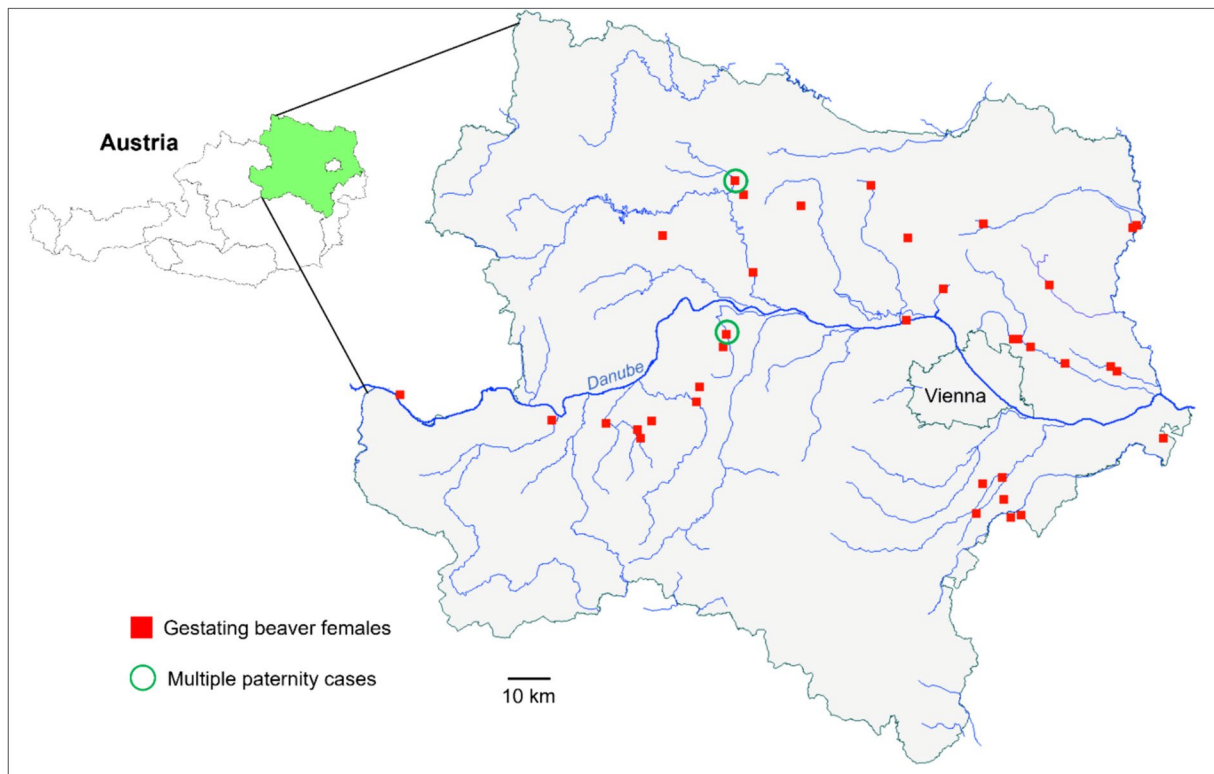 Austria
Danube
Vienna
Gestating beaver females
Multiple paternity cases
10 km